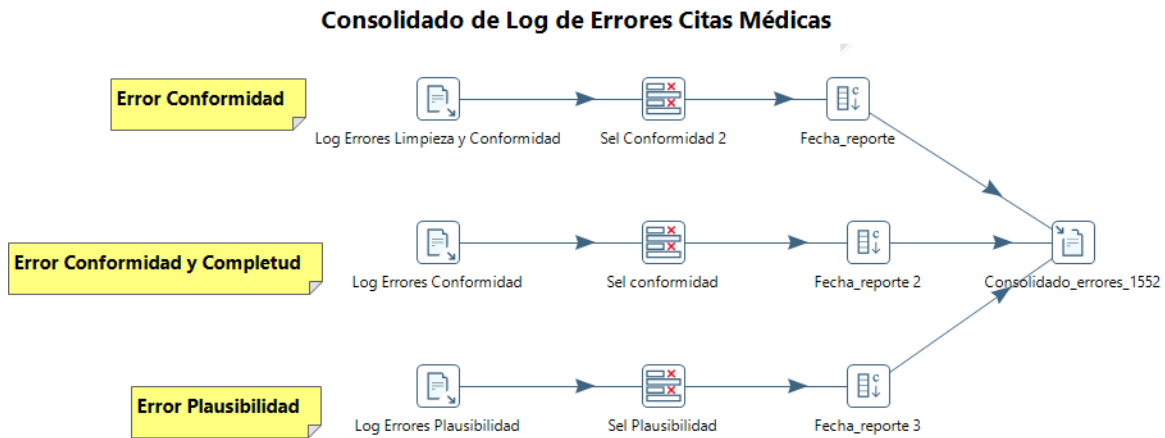 Consolidado de Log de Errores Citas Médicas
Error Conformidad
Log Errores Limpieza y Conformidad
Sel Conformidad 2
Fecha_reporte
Error Conformidad y Completud
Log Errores Conformidad
Sel conformidad
Fecha_reporte 2
Consolidado_errores_1552
Error Plausibilidad
Log Errores Plausibilidad
Sel Plausibilidad
Fecha_reporte 3